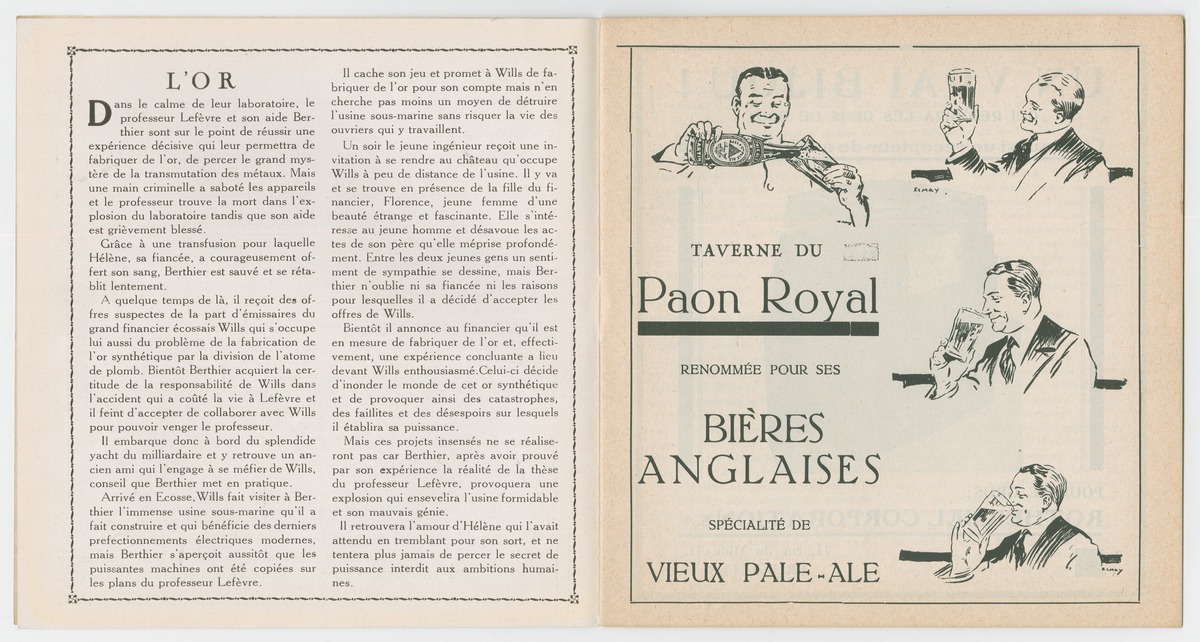 L'OR
Dans le calme de leur laboratoire, le
professeur Lefèvre et son aide Ber-
thier sont sur le point de réussir une
expérience décisive qui leur permettra de
fabriquer de l'or, de percer le grand mys-
tère de la transmutation des métaux. Mais
une main criminelle a saboté les appareils
et le professeur trouve la mort dans l'ex-
plosion du laboratoire tandis que son aide
est grièvement blessé.
Grâce à une transfusion pour laquelle
Hélène, sa fiancée, a courageusement of-
fert son sang, Berthier est sauvé et se réta-
blit lentement.
A quelque temps de là, il reçoit des of-
fres suspectes de la part d'émissaires du
grand financier écossais Wills qui s'occupe
lui aussi du problème de la fabrication de
l'or synthétique par la division de l'atome
de plomb. Bientôt Berthier acquiert la cer-
titude de la responsabilité de Wills dans
l'accident qui a coûté la vie à Lefèvre et
il feint d'accepter de collaborer avec Wills
pour pouvoir venger le professeur.
Il embarque donc à bord du splendide
yacht du milliardaire et y retrouve un an-
cien ami qui l'engage à se méfier de Wills,
conseil que Berthier met en pratique.
Arrivé en Ecosse,Wills fait visiter à Ber-
thier l'immense usine sous-marine qu'il a
fait construire et qui bénéficie des derniers
prefectionnements électriques modernes,
mais Berthier s'aperçoit aussitôt que les
puissantes machines ont été copiées sur
les plans du professeur Lefèvre.
Il cache son jeu et promet à Wills de fa-
briquer de l'or pour son compte mais n'en
cherche pas moins un moyen de détruire
l'usine sous-marine sans risquer la vie des
ouvriers qui y travaillent.
Un soir le jeune ingénieur reçoit une in-
vitation à se rendre au château qu'occupe
Wills à peu de distance de l'usine. Il y va
et se trouve en présence de la fille du fi-
nancier, Florence, jeune femme d'une
beauté étrange et fascinante. Elle s'inté-
resse au jeune homme et désavoue les ac-
tes de son père qu'elle méprise profondé-
ment. Entre les deux jeunes gens un senti-
ment de sympathie se dessine, mais Ber-
thier n'oublie ni sa fiancée ni les raisons
pour lesquelles il a décidé d'accepter les
offres de Wills.
Bientôt il annonce au financier qu'il est
en mesure de fabriquer de l'or et, effecti-
vement, une expérience concluante a lieu
devant Wills enthousiasmé.Celui-ci décide
d'inonder le monde de cet or synthétique
et de provoquer ainsi des catastrophes,
des faillites et des désespoirs sur lesquels
il établira sa puissance.
Mais ces projets insensés ne se réalise-
ront pas car Berthier, après avoir prouvé
par son expérience la réalité de la thèse
du professeur Lefèvre, provoquera une
explosion qui ensevelira l'usine formidable
et son mauvais génie.
Il retrouvera l'amour d'Hélène qui l'avait
attendu en tremblant pour son sort, et ne
tentera plus jamais de percer le secret de
puissance interdit aux ambitions humai-
nes.
TAVERNE DU
Paon Royal
RENOMMÉE POUR SES
BIÈRES
ANGLAISES
SPÉCIALITÉ DE
VIEUX PALE-ALE